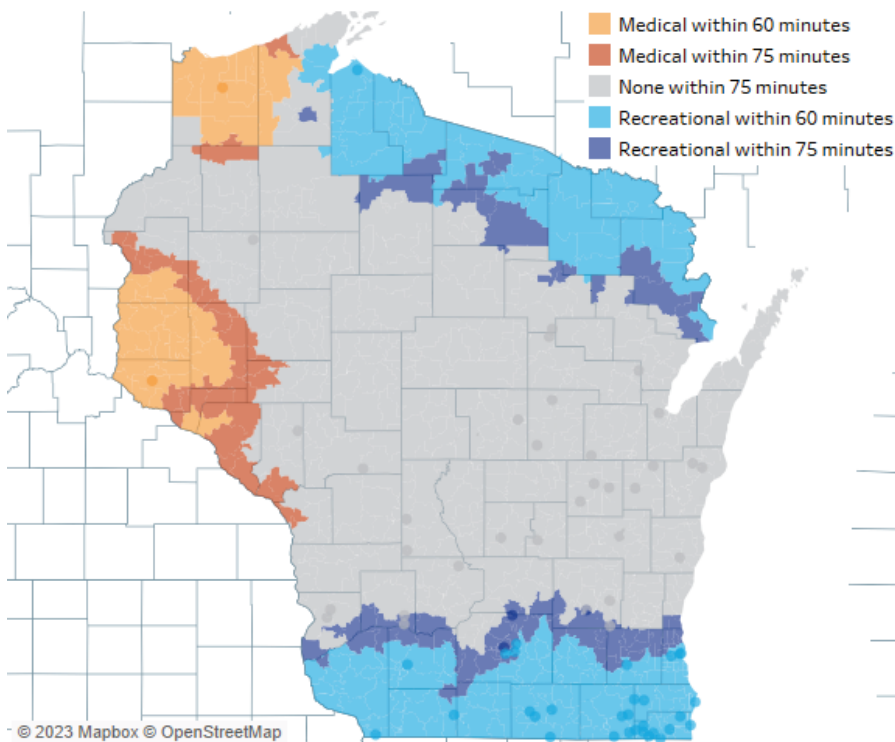 Medical within 60 minutes
Medical within 75 minutes
None within 75 minutes
Recreational within 60 minutes
Recreational within 75 minutes
© 2023 Mapbox © OpenStreetMap